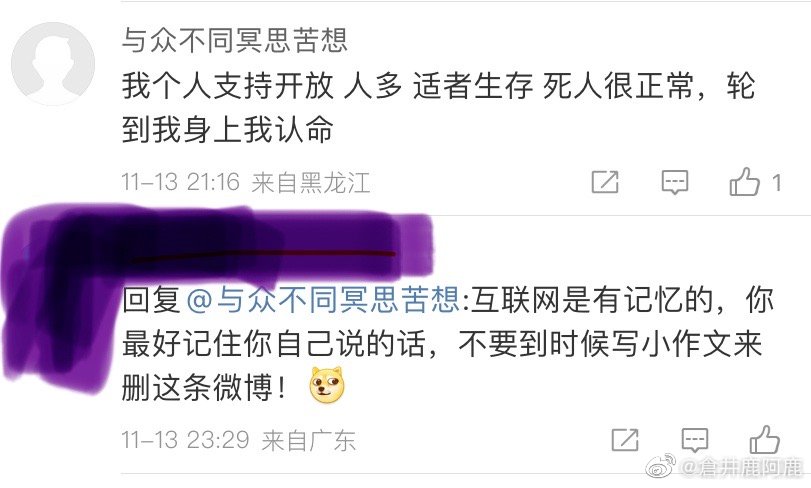 与众不同冥思苦想
我个人支持开放 人多 适者生存 死人很正常，轮
到我身上我认命
11-13 21:16 来自黑龙江
1
回复@与众不同冥思苦想:互联网是有记忆的，你
最好记住你自己说的话，不要到时候写小作文来
删这条微博！
11-13 23:29 来自广东
@倉井鹿阿鹿